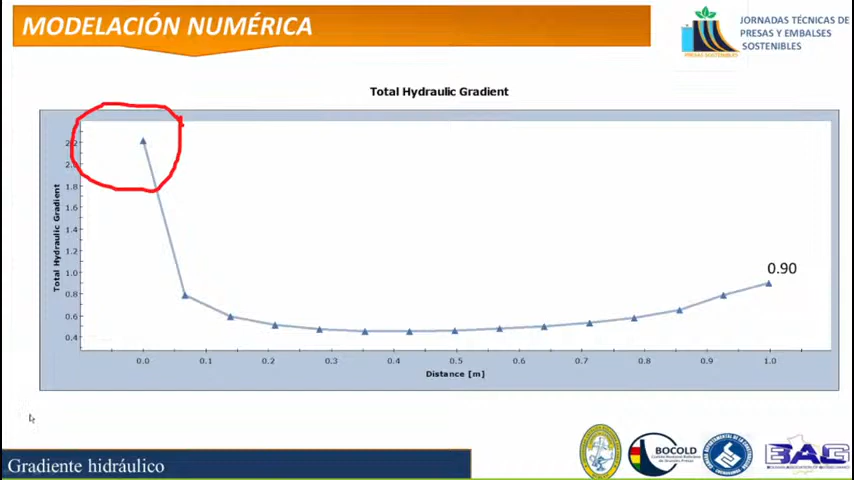 MODELACIÓN NUMÉRICA
JORNADAS TÉCNICAS DE
PRESAS Y EMBALSES
SOSTENIBLES
PRESAS SOSTENIBLES
Total Hydraulic Gradient
2.2
2.0
1.8
1.6
1.4
1.2
1.0
0.8
0.6
0.4
Total Hydraulic Gradient
0.90
0.0 0.1 0.2 0.3 0.4 0.5 0.6 0.7 0.8 0.9 1.0
Distance [m]
Gradiente hidráulico
BOCOLD
BAG